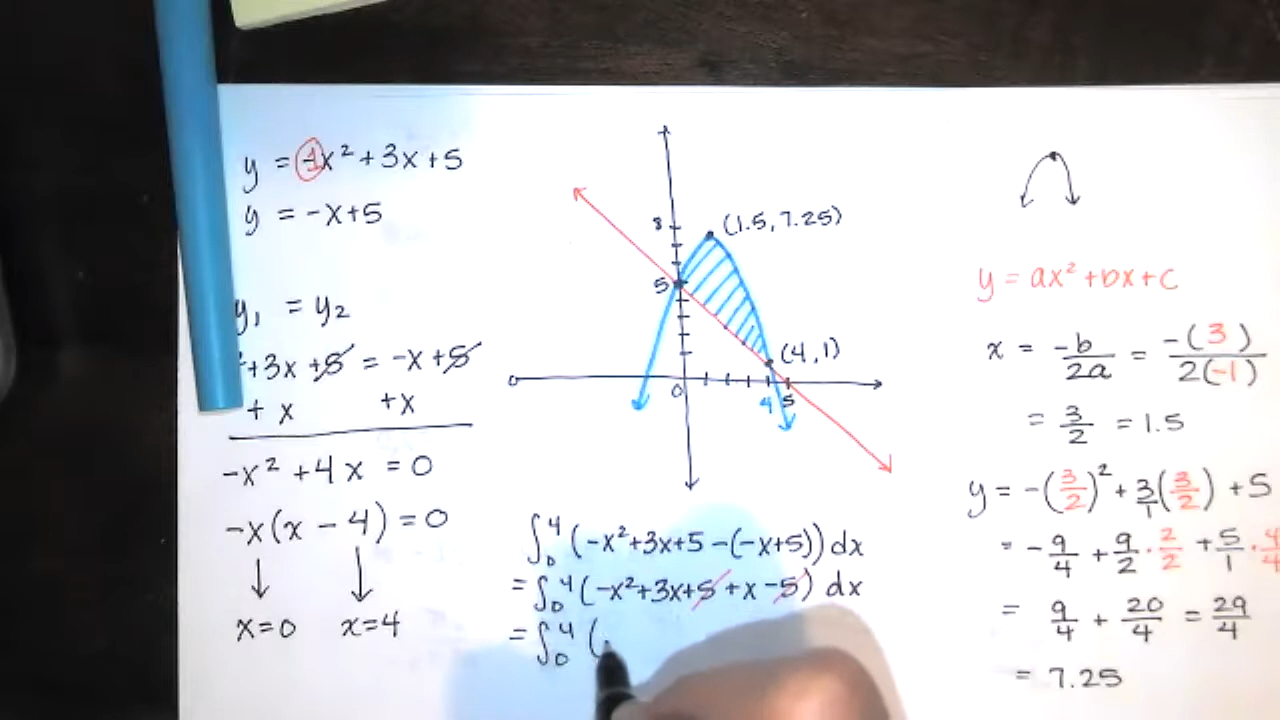 y = -1x² + 3x + 5
y = -x+5
y₁ = y₂
²+3x +5 = -x +5
+ x +x
-x² + 4x = 0
-x(x - 4) = 0
x=0 x=4
8
(1.5, 7.25)
5
(4,1)
0
4 5
∫₀⁴ (-x²+3x+5 -(-x+5)) dx
= ∫₀⁴ (-x²+3x+5 +x -5) dx
= ∫₀⁴ (
y = ax² + bx + c
x = -b/2a = -(3)/2(-1)
= 3/2 = 1.5
y = -(3/2)² + 3/1(3/2) + 5
= -9/4 + 9/2 · 2/2 + 5/1 · 4/4
= 9/4 + 20/4 = 29/4
= 7.25